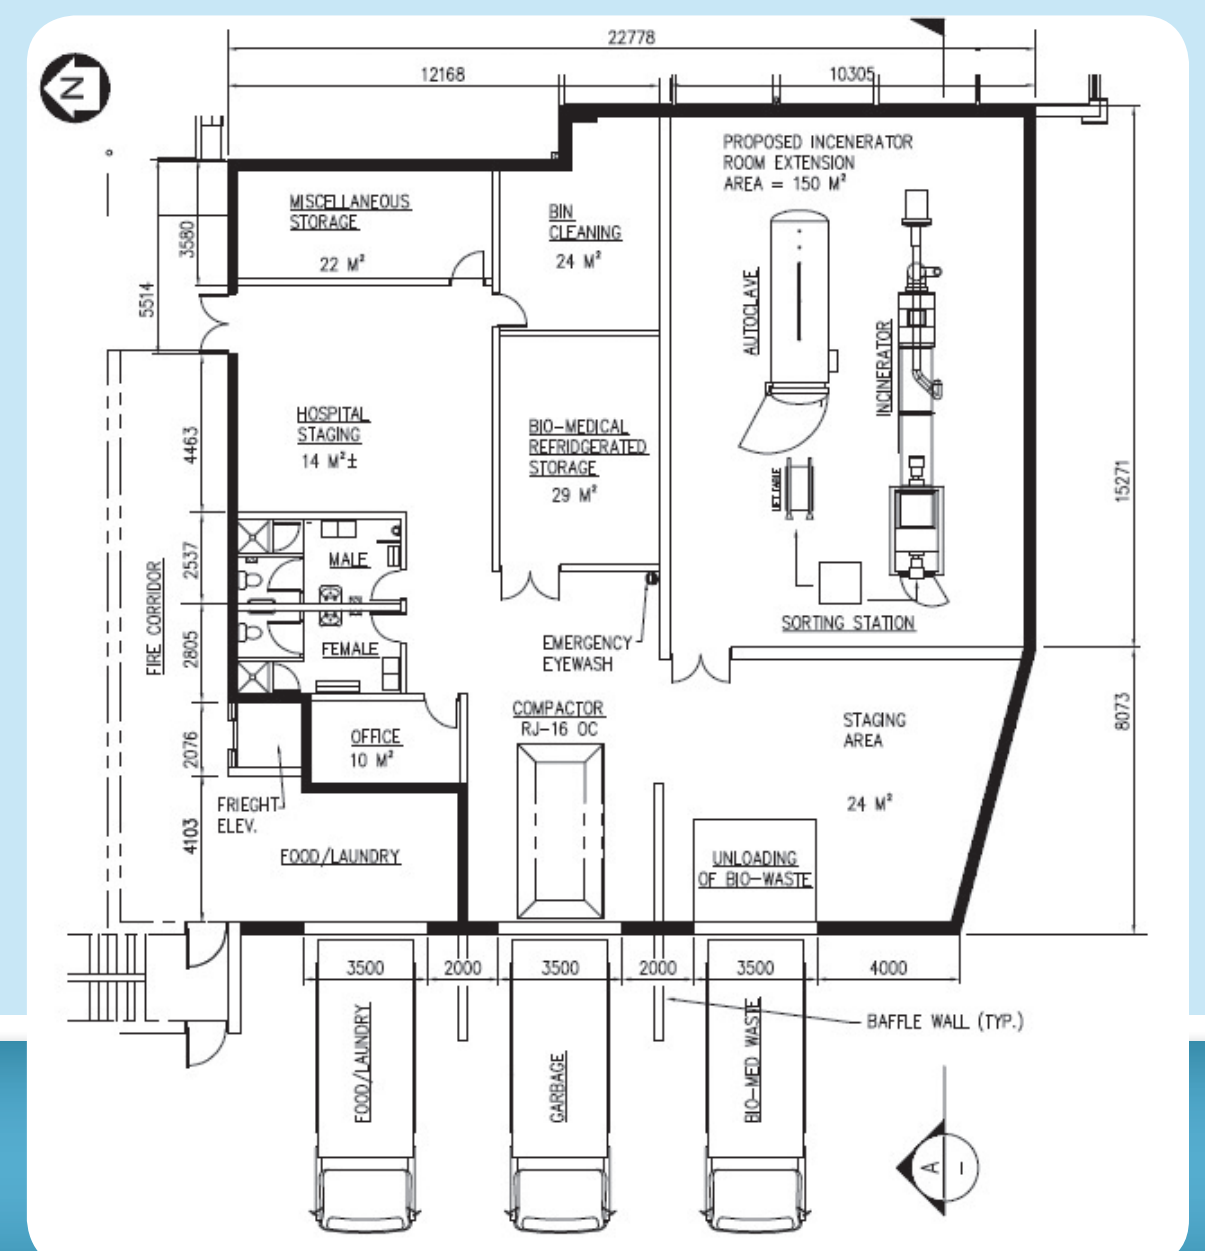 22778
12168
10305
N
PROPOSED INCENERATOR
ROOM EXTENSION
AREA = 150 M²
MISCELLANEOUS
STORAGE
22 M²
BIN
CLEANING
24 M²
3580
5514
AUTOCLAVE
INCINERATOR
HOSPITAL
STAGING
14 M²±
BIO-MEDICAL
REFRIDGERATED
STORAGE
29 M²
4463
LIFT TABLE
15271
2537
MALE
FIRE CORRIDOR
2805
FEMALE
SORTING STATION
EMERGENCY
EYEWASH
COMPACTOR
RJ-16 OC
STAGING
AREA
24 M²
8073
2076
OFFICE
10 M²
FRIEGHT
ELEV.
4103
FOOD/LAUNDRY
UNLOADING
OF BIO-WASTE
3500
2000
3500
2000
3500
4000
BAFFLE WALL (TYP.)
FOOD/LAUNDRY
GARBAGE
BIO-MED WASTE
A
–